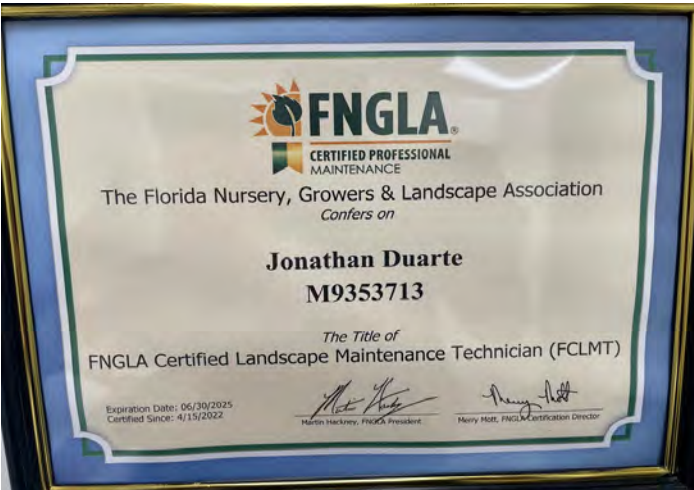 FNGLA®
CERTIFIED PROFESSIONAL
MAINTENANCE
The Florida Nursery, Growers & Landscape Association
Confers on
Jonathan Duarte
M9353713
The Title of
FNGLA Certified Landscape Maintenance Technician (FCLMT)
Expiration Date: 06/30/2025
Certified Since: 4/15/2022
Martin Hackney, FNGLA President
Merry Mott, FNGLA Certification Director